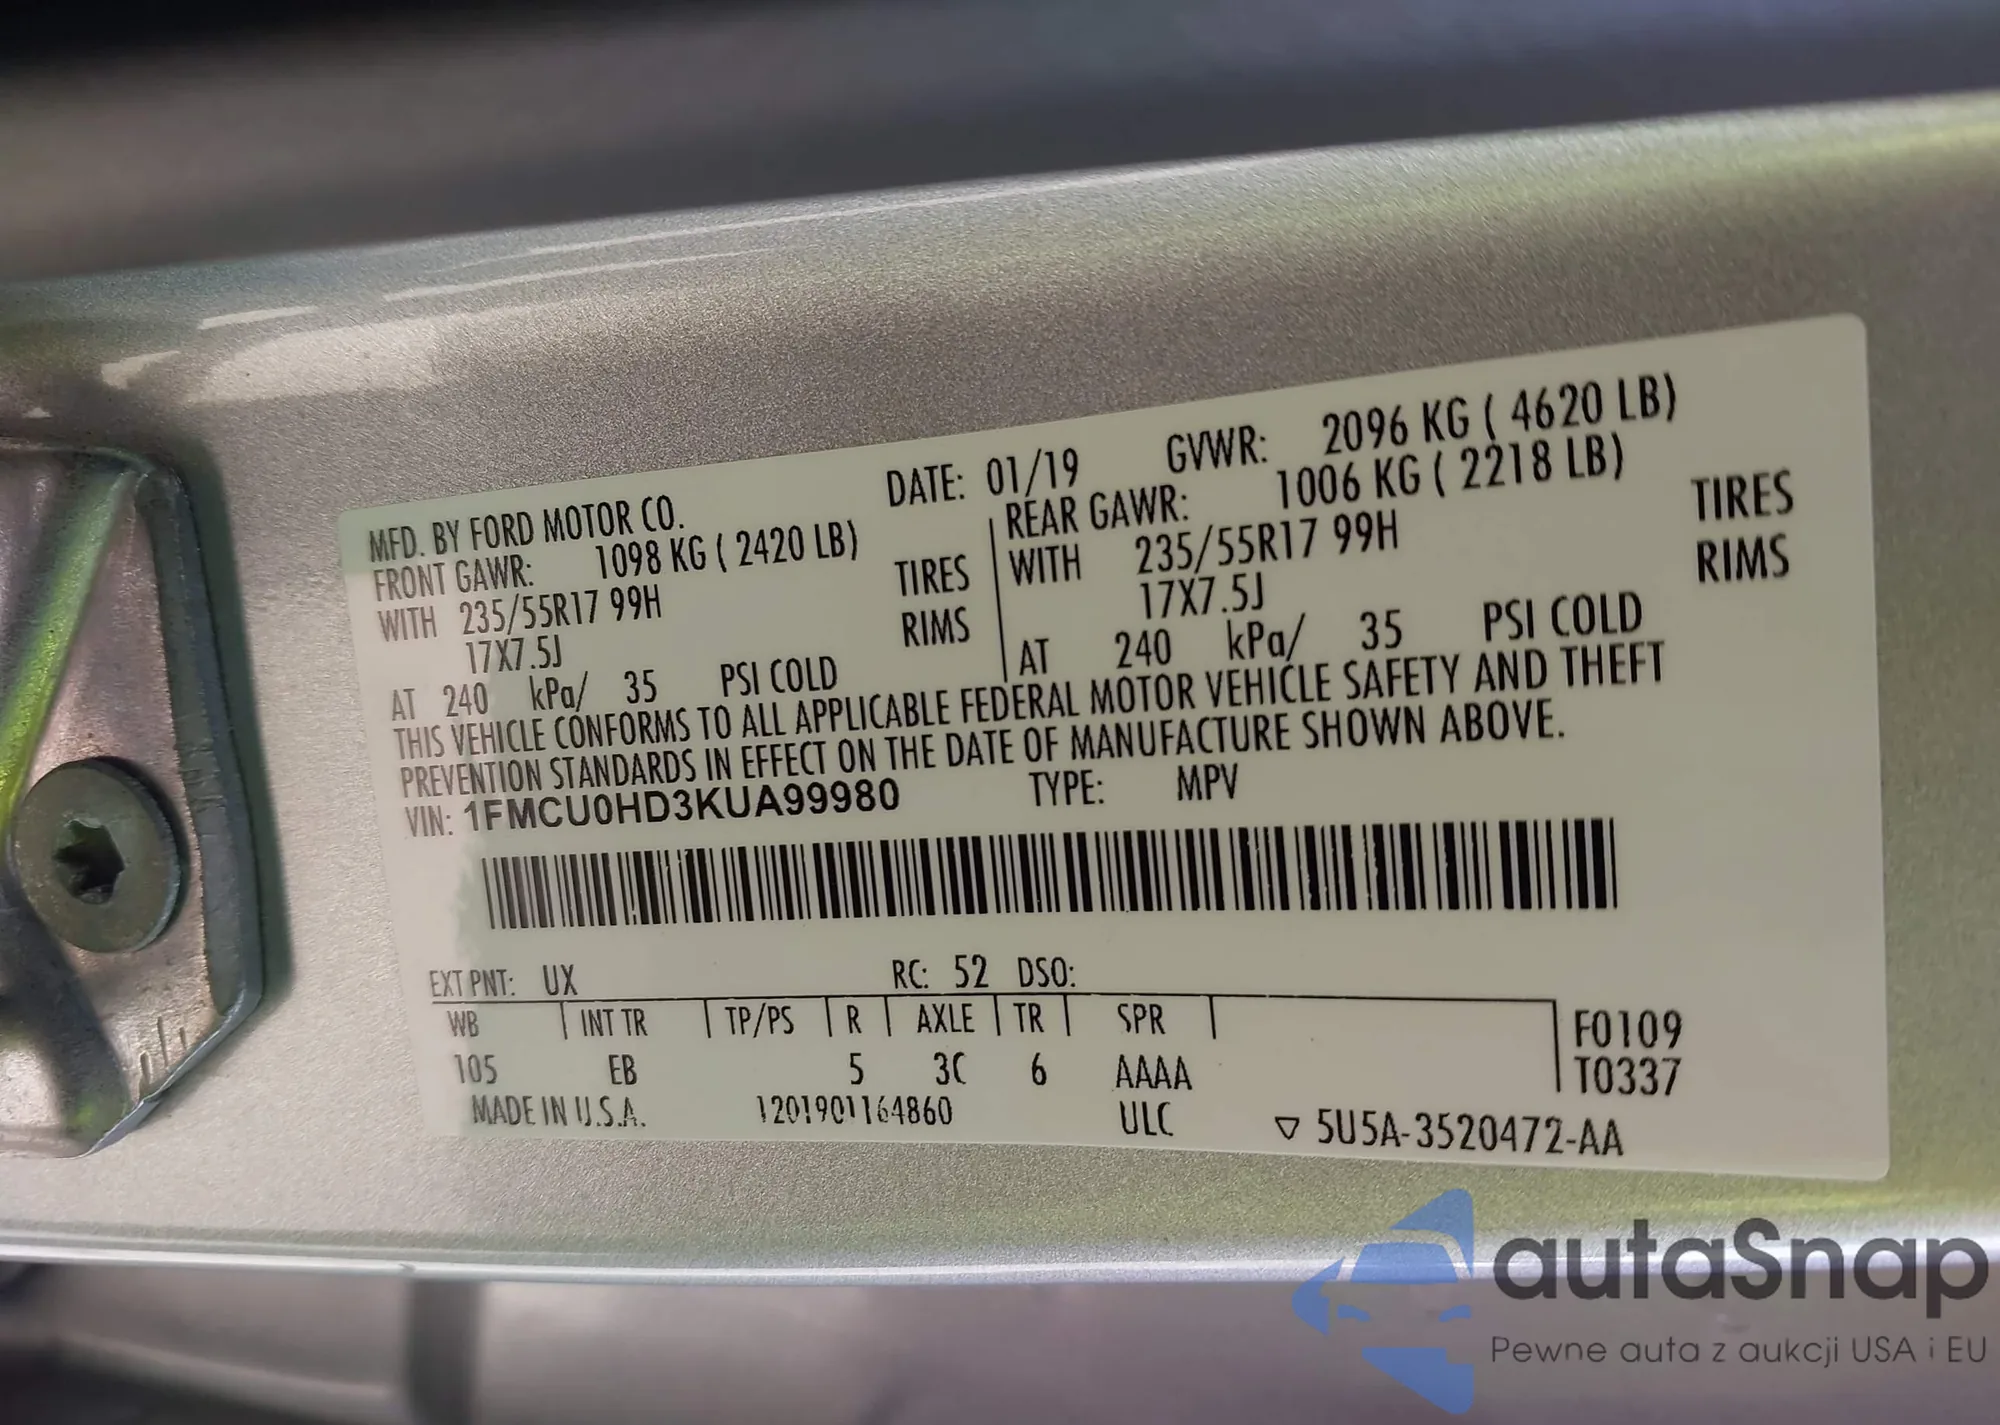 MFD. BY FORD MOTOR CO. DATE: 01/19 GVWR: 2096 KG ( 4620 LB)
FRONT GAWR: 1098 KG ( 2420 LB) REAR GAWR: 1006 KG ( 2218 LB)
WITH 235/55R17 99H TIRES WITH 235/55R17 99H TIRES
17X7.5J RIMS 17X7.5J RIMS
AT 240 kPa/ 35 PSI COLD AT 240 kPa/ 35 PSI COLD
THIS VEHICLE CONFORMS TO ALL APPLICABLE FEDERAL MOTOR VEHICLE SAFETY AND THEFT
PREVENTION STANDARDS IN EFFECT ON THE DATE OF MANUFACTURE SHOWN ABOVE.
VIN: 1FMCU0HD3KUA99980 TYPE: MPV
EXT PNT: UX RC: 52 DSO:
WB INT TR TP/PS R AXLE TR SPR F0109
105 EB 5 3C 6 AAAA T0337
MADE IN U.S.A. 1201901164860 ULC ▽ 5U5A-3520472-AA
autaSnap
Pewne auta z aukcji USA i EU